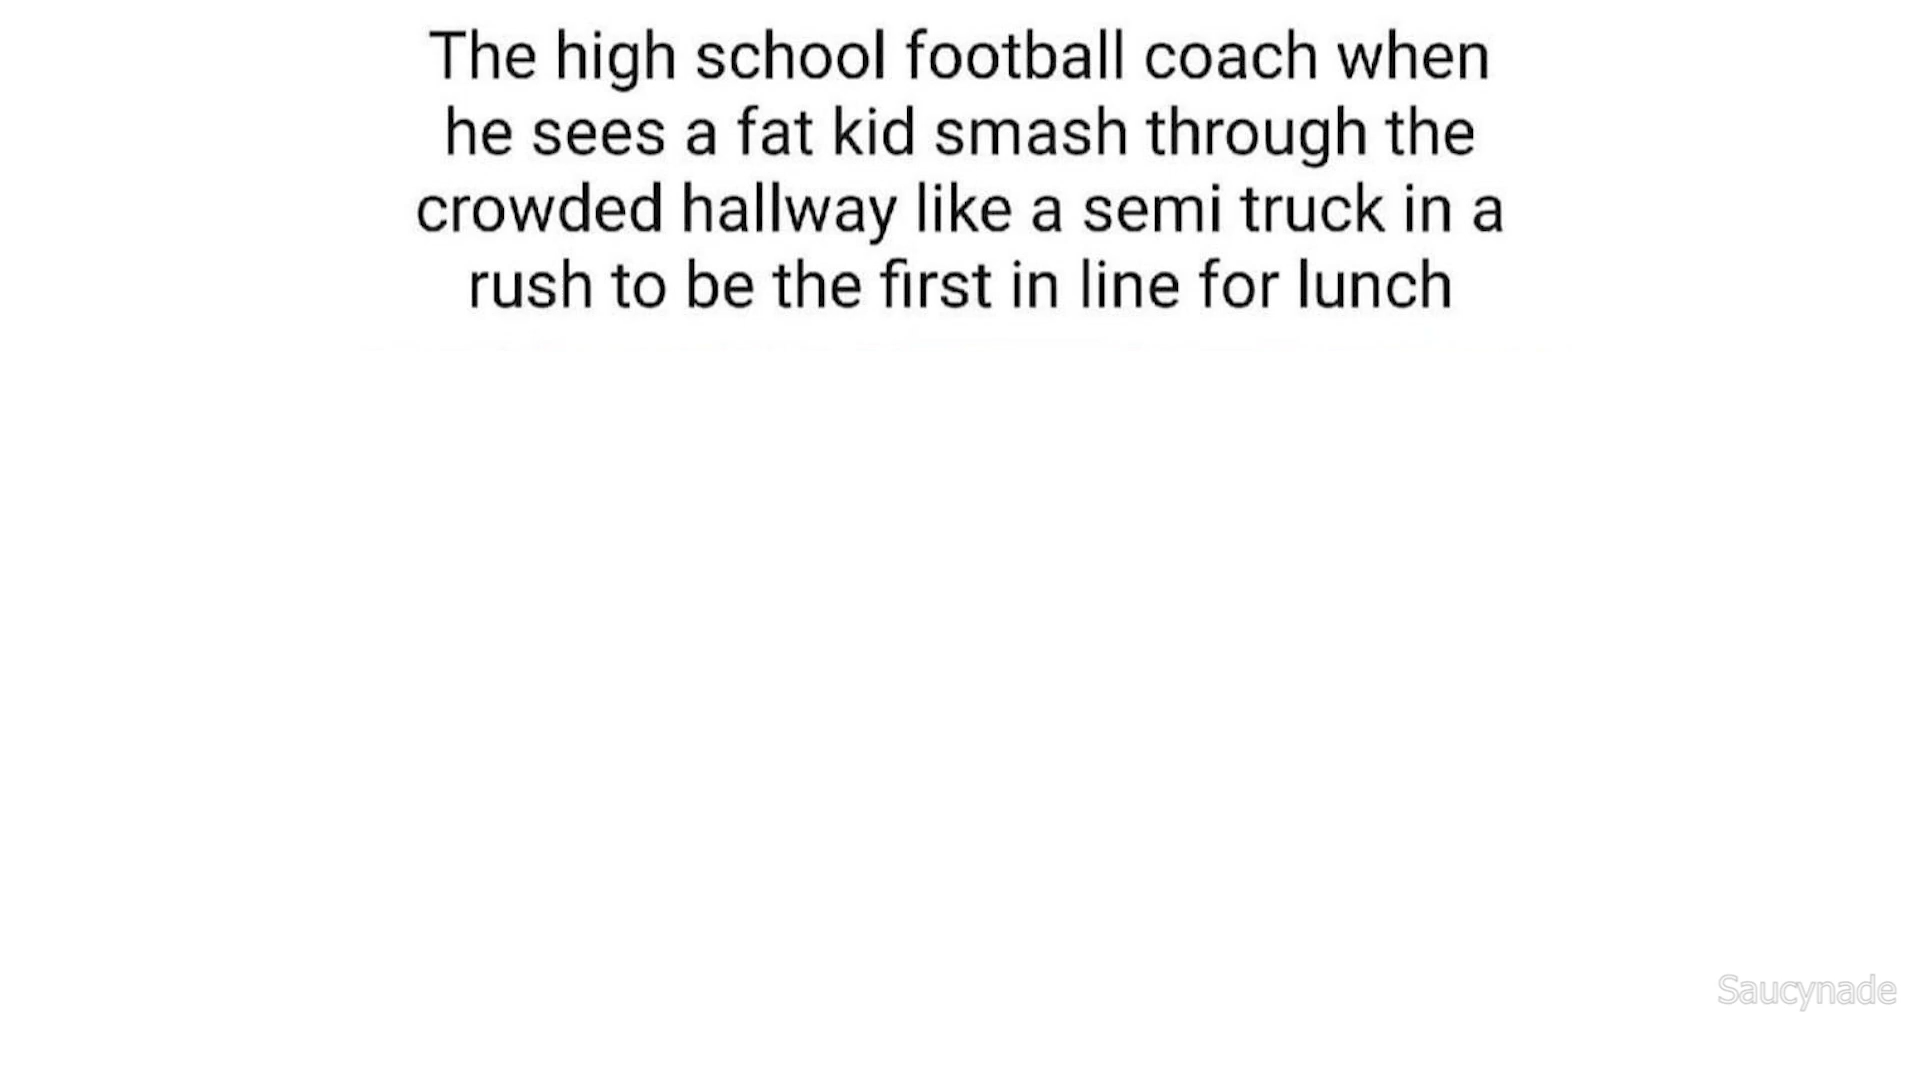 The high school football coach when
he sees a fat kid smash through the
crowded hallway like a semi truck in a
rush to be the first in line for lunch
Saucynade